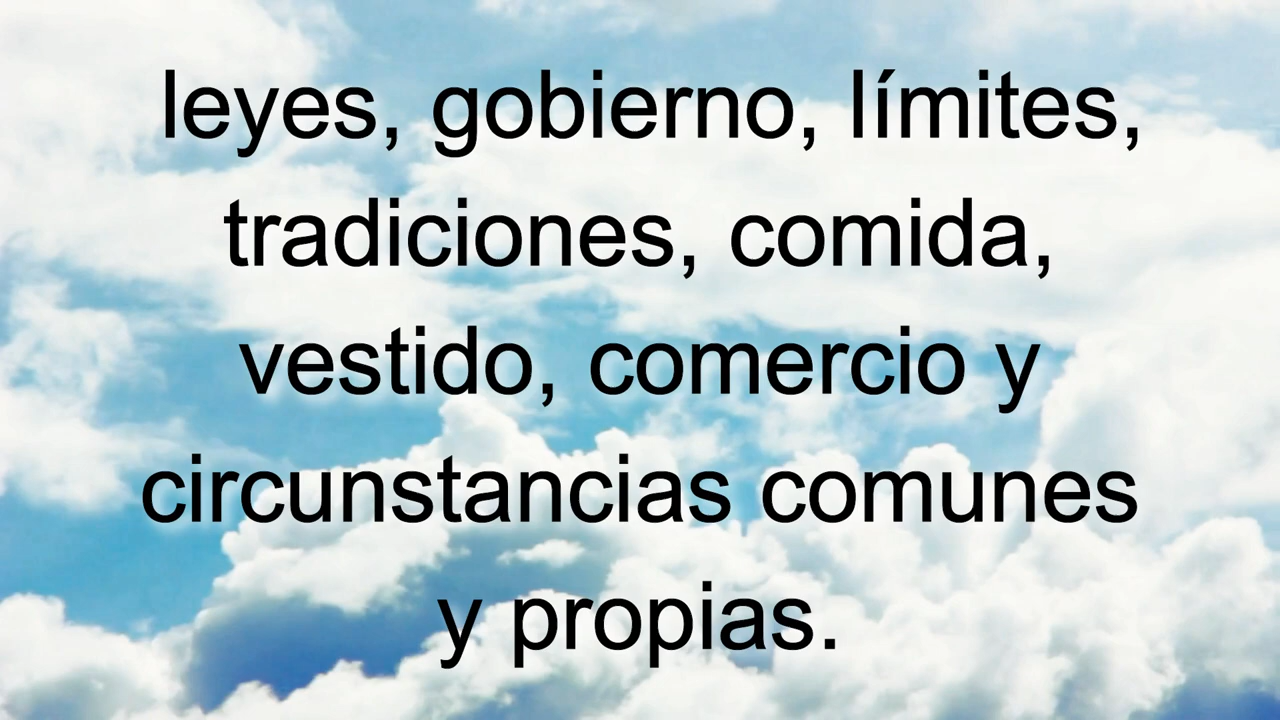 leyes, gobierno, límites,
tradiciones, comida,
vestido, comercio y
circunstancias comunes
y propias.